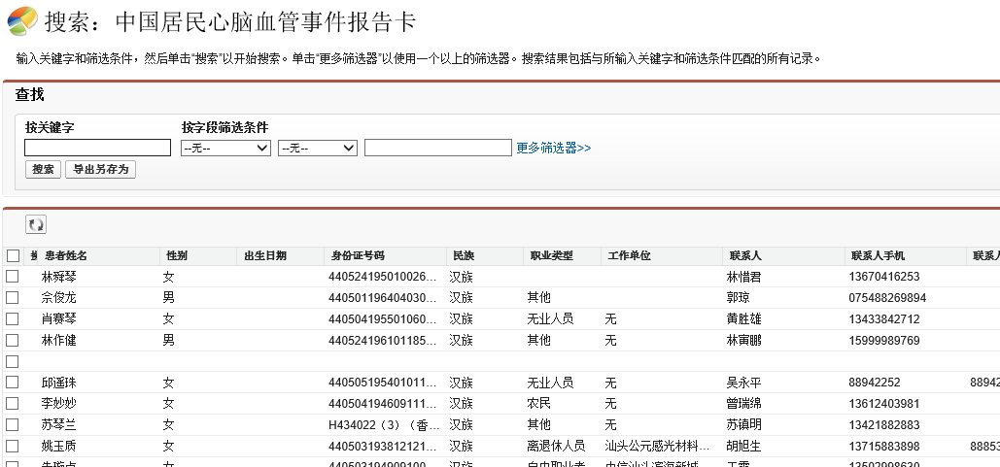 搜索：中国居民心脑血管事件报告卡
输入关键字和筛选条件，然后单击"搜索"以开始搜索。单击"更多筛选器"以使用一个以上的筛选器。搜索结果包括与所输入关键字和筛选条件匹配的所有记录。
查找
按关键字 按字段筛选条件
--无-- --无-- 更多筛选器>>
搜索 导出另存为
患者姓名 性别 出生日期 身份证号码 民族 职业类型 工作单位 联系人 联系人手机 联系人
林舜琴 女 440524195010026... 汉族 林惜君 13670416253
佘俊龙 男 440501196404030... 汉族 其他 郭琼 075488269894
肖赛琴 女 440504195501060... 汉族 无业人员 无 黄胜雄 13433842712
林作健 男 440524196101185... 汉族 其他 无 林寅鹏 15999989769
邱遥珠 女 440505195401011... 汉族 无业人员 无 吴永平 88942252 88942
李妙妙 女 440504194609111... 汉族 农民 无 曾瑞绵 13612403981
苏琴兰 女 H434022（3）（香... 汉族 其他 无 苏镇明 13421882883
姚玉质 女 440503193812121... 汉族 离退休人员 汕头公元感光材料... 胡旭生 13715883898 88853
女 440503194909100... 汉族 自由职业者 13502998630